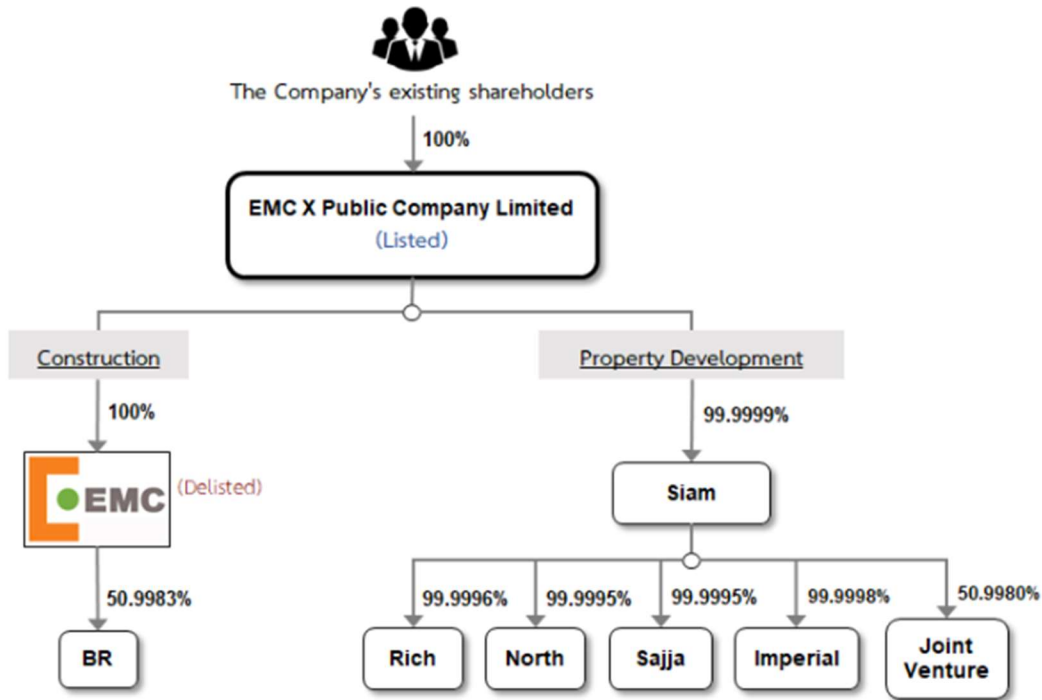 The Company's existing shareholders
100%
EMC X Public Company Limited
(Listed)
Construction
Property Development
100%
99.9999%
EMC
(Delisted)
Siam
50.9983%
99.9996%
99.9995%
99.9995%
99.9998%
50.9980%
BR
Rich
North
Sajja
Imperial
Joint
Venture